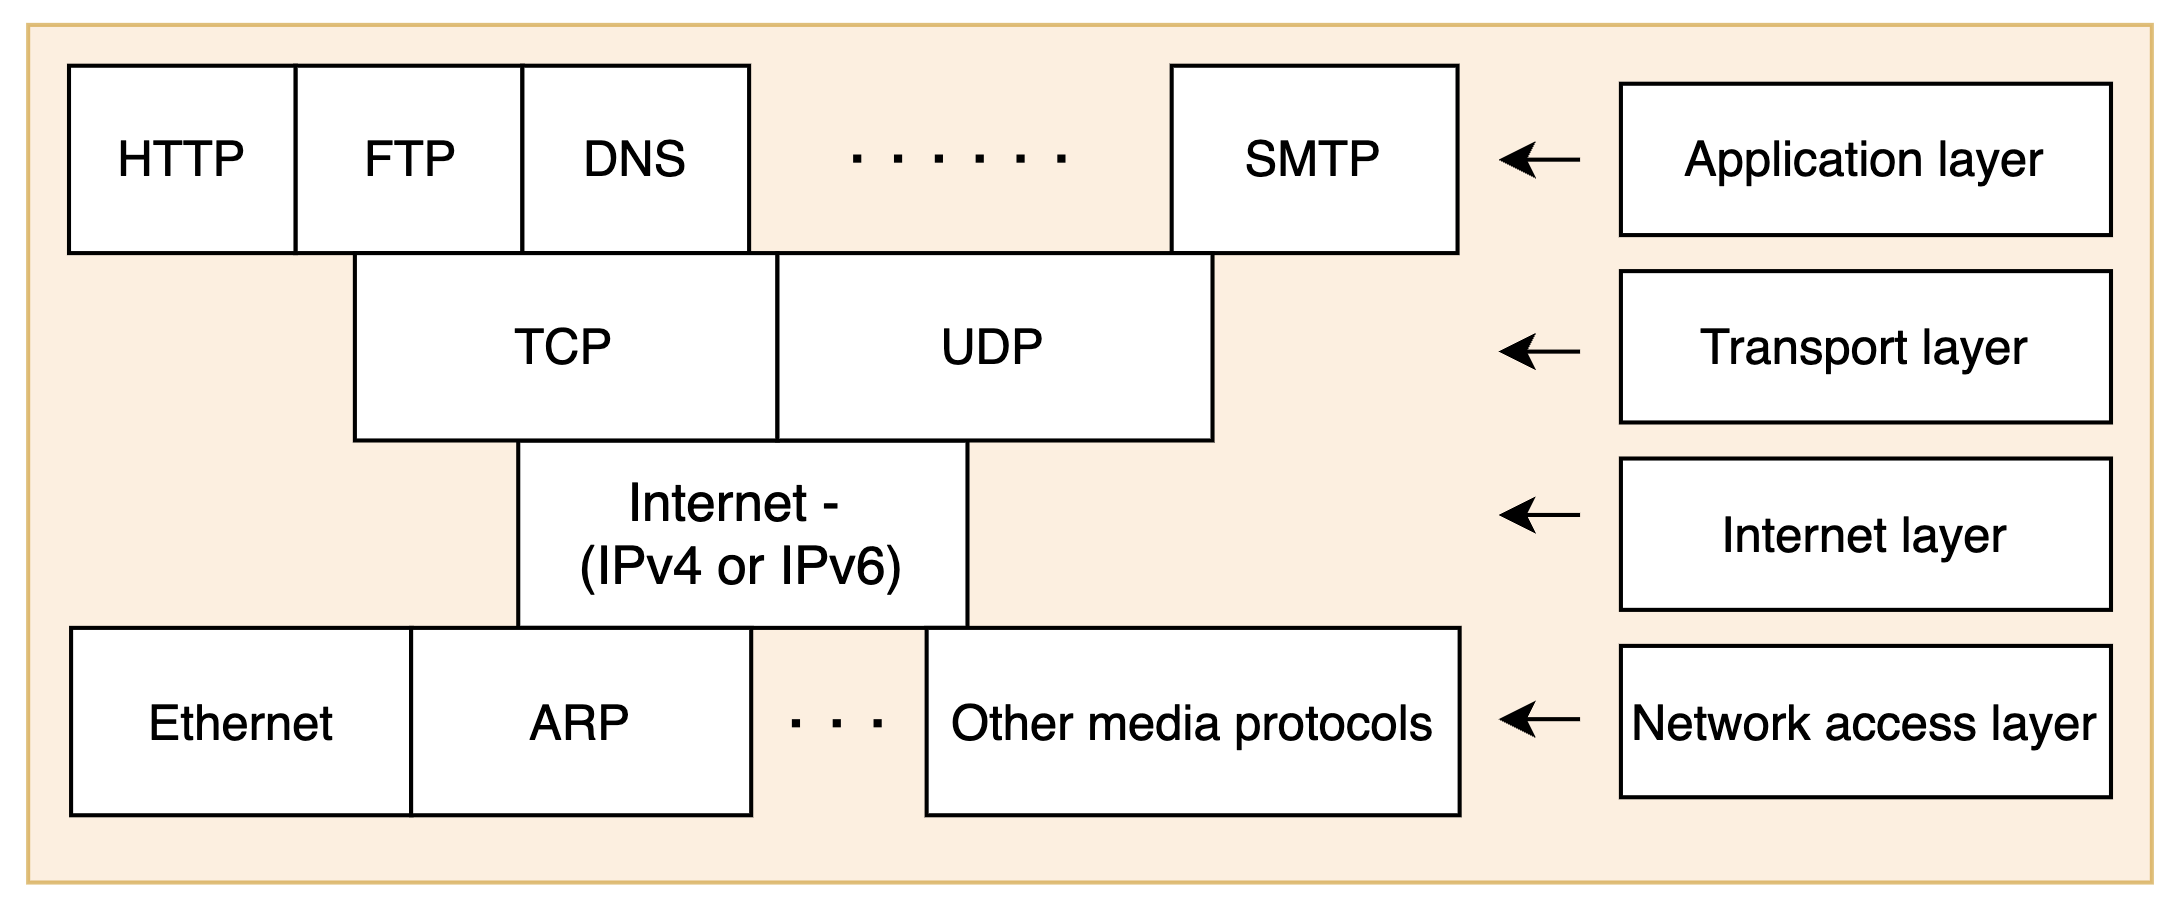 HTTP
FTP
DNS
. . . . . .
SMTP
Application layer
TCP
UDP
Transport layer
Internet -
(IPv4 or IPv6)
Internet layer
Ethernet
ARP
. . .
Other media protocols
Network access layer